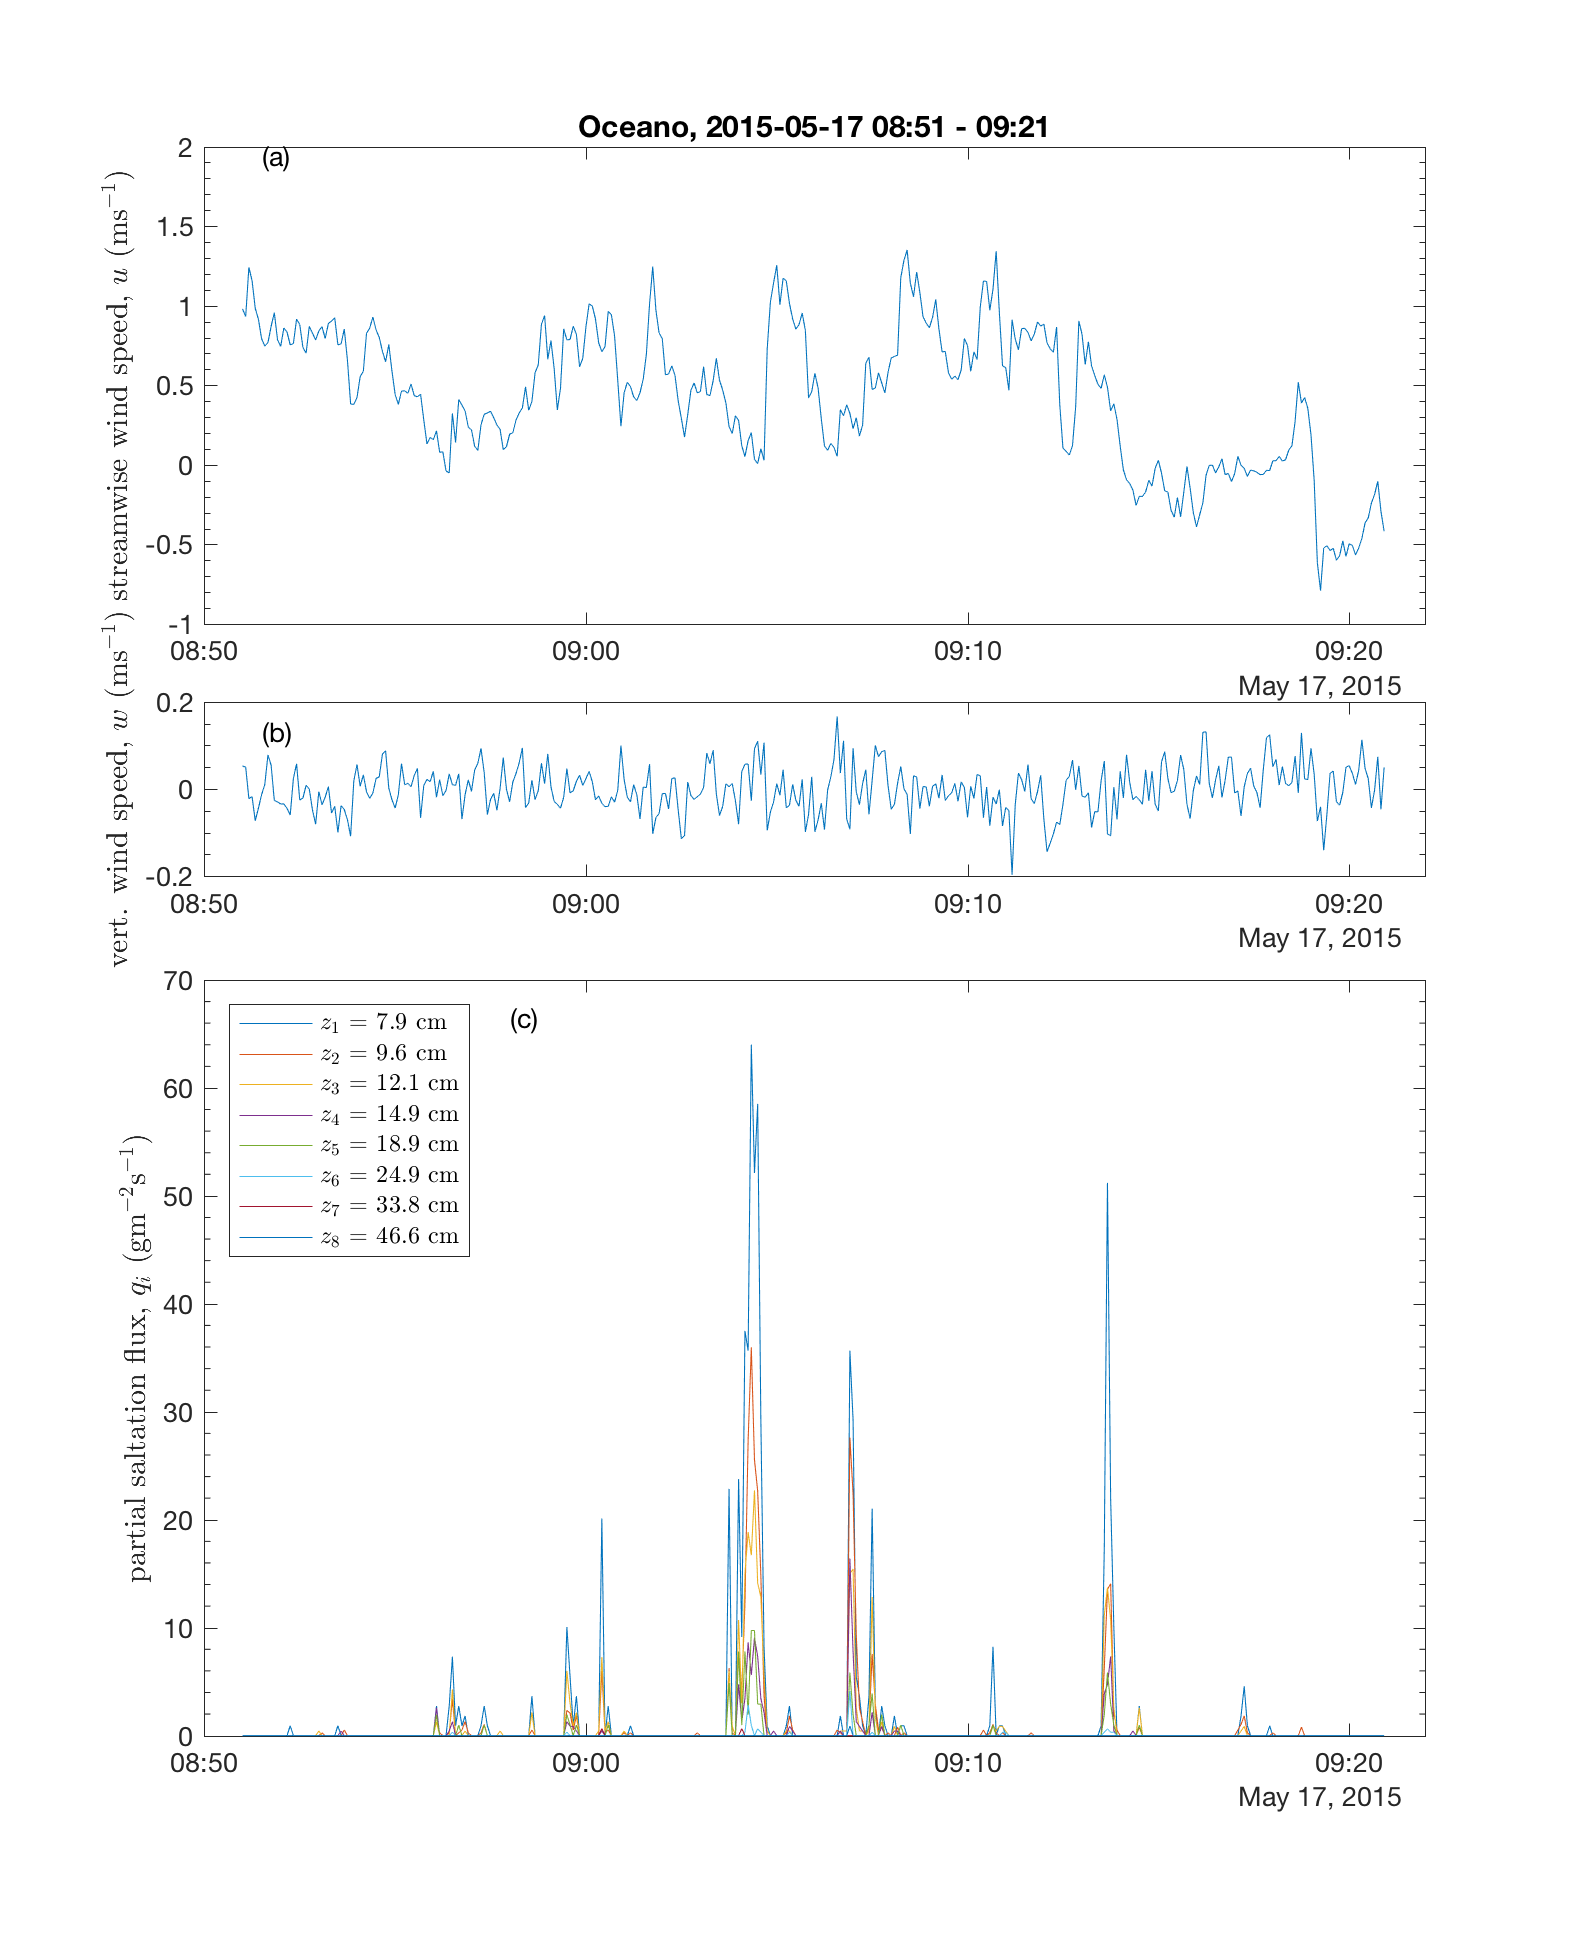 Oceano, 2015-05-17 08:51 - 09:21
(a)
streamwise wind speed, u (ms⁻¹)
2
1.5
1
0.5
0
-0.5
-1
08:50 09:00 09:10 09:20
May 17, 2015
(b)
vert. wind speed, w (ms⁻¹)
0.2
0
-0.2
08:50 09:00 09:10 09:20
May 17, 2015
(c)
partial saltation flux, qᵢ (gm⁻²s⁻¹)
70
60
50
40
30
20
10
0
z₁ = 7.9 cm
z₂ = 9.6 cm
z₃ = 12.1 cm
z₄ = 14.9 cm
z₅ = 18.9 cm
z₆ = 24.9 cm
z₇ = 33.8 cm
z₈ = 46.6 cm
08:50 09:00 09:10 09:20
May 17, 2015